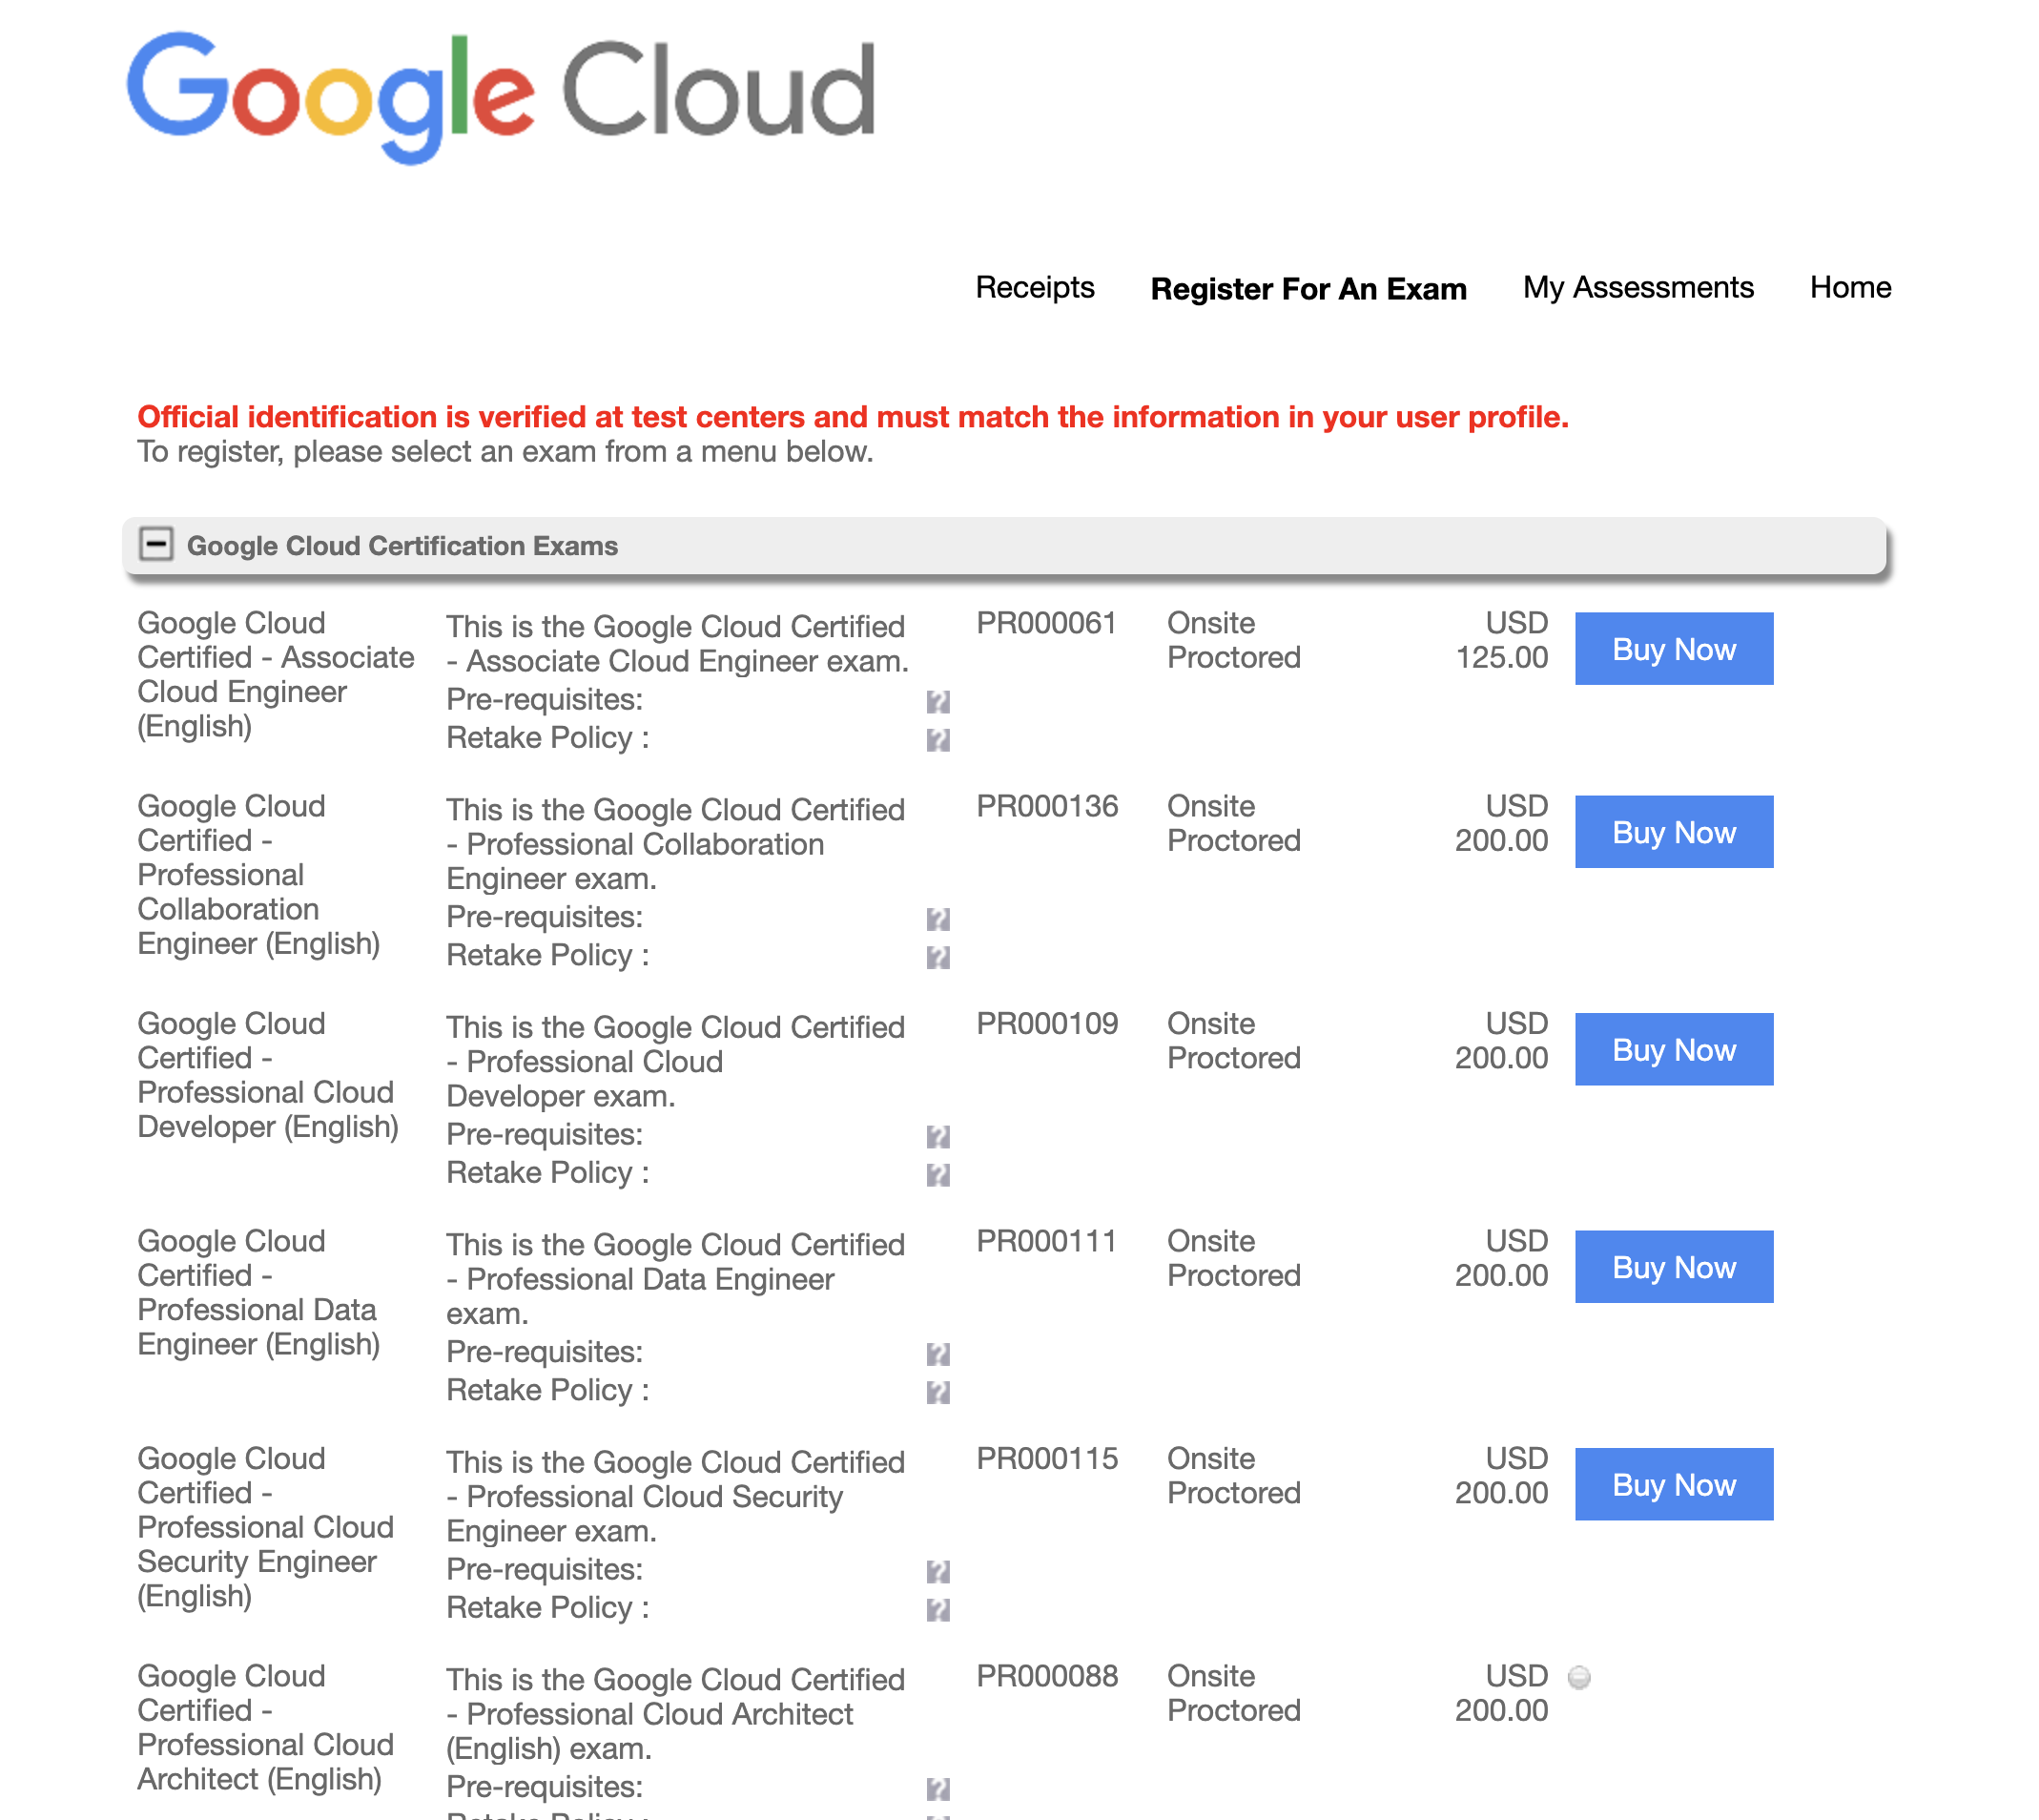 Google Cloud
Receipts Register For An Exam My Assessments Home
Official identification is verified at test centers and must match the information in your user profile.
To register, please select an exam from a menu below.
Google Cloud Certification Exams
Google Cloud
Certified - Associate
Cloud Engineer
(English)
This is the Google Cloud Certified
- Associate Cloud Engineer exam.
Pre-requisites:
Retake Policy :
PR000061
Onsite
Proctored
USD
125.00
Buy Now
Google Cloud
Certified -
Professional
Collaboration
Engineer (English)
This is the Google Cloud Certified
- Professional Collaboration
Engineer exam.
Pre-requisites:
Retake Policy :
PR000136
Onsite
Proctored
USD
200.00
Buy Now
Google Cloud
Certified -
Professional Cloud
Developer (English)
This is the Google Cloud Certified
- Professional Cloud
Developer exam.
Pre-requisites:
Retake Policy :
PR000109
Onsite
Proctored
USD
200.00
Buy Now
Google Cloud
Certified -
Professional Data
Engineer (English)
This is the Google Cloud Certified
- Professional Data Engineer
exam.
Pre-requisites:
Retake Policy :
PR000111
Onsite
Proctored
USD
200.00
Buy Now
Google Cloud
Certified -
Professional Cloud
Security Engineer
(English)
This is the Google Cloud Certified
- Professional Cloud Security
Engineer exam.
Pre-requisites:
Retake Policy :
PR000115
Onsite
Proctored
USD
200.00
Buy Now
Google Cloud
Certified -
Professional Cloud
Architect (English)
This is the Google Cloud Certified
- Professional Cloud Architect
(English) exam.
Pre-requisites:
PR000088
Onsite
Proctored
USD
200.00